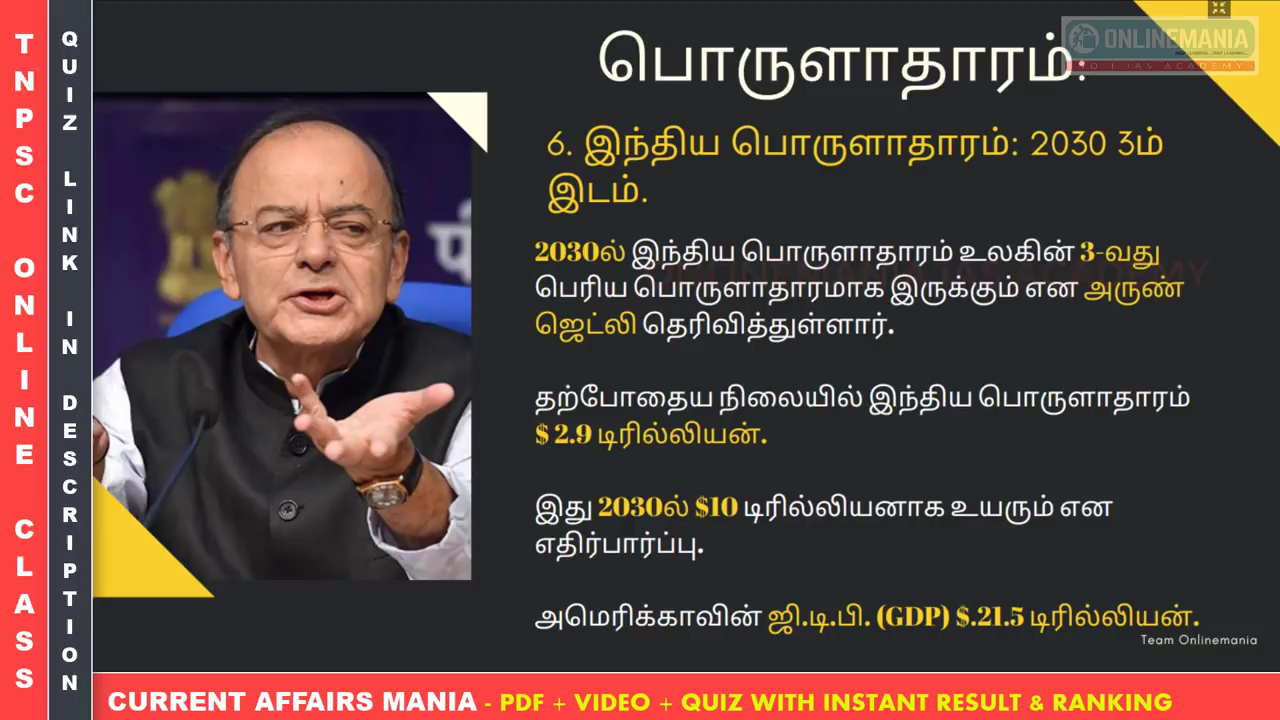 TNPSC ONLINE CLASS
QUIZ LINK IN DESCRIPTION
ONLINEMANIA
பொருளாதாரம்:
6. இந்திய பொருளாதாரம்: 2030 3ம்
இடம்.
2030ல் இந்திய பொருளாதாரம் உலகின் 3-வது
பெரிய பொருளாதாரமாக இருக்கும் என அருண்
ஜெட்லி தெரிவித்துள்ளார்.
தற்போதைய நிலையில் இந்திய பொருளாதாரம்
$ 2.9 டிரில்லியன்.
இது 2030ல் $10 டிரில்லியனாக உயரும் என
எதிர்பார்ப்பு.
அமெரிக்காவின் ஜி.டி.பி. (GDP) $.21.5 டிரில்லியன்.
Team Onlinemania
CURRENT AFFAIRS MANIA - PDF + VIDEO + QUIZ WITH INSTANT RESULT & RANKING